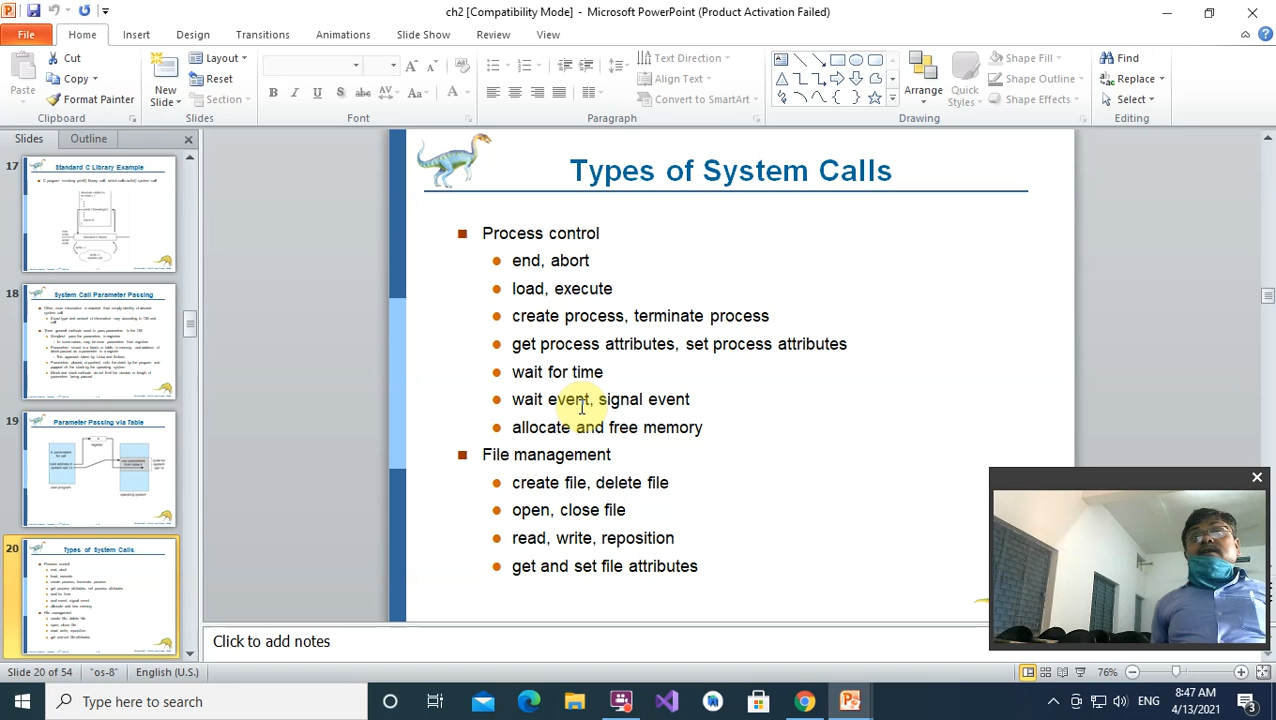 ch2 [Compatibility Mode] - Microsoft PowerPoint (Product Activation Failed)
File Home Insert Design Transitions Animations Slide Show Review View
Paste
Cut
Copy
Format Painter
Clipboard
New
Slide
Layout
Reset
Section
Slides
B I U S abc AV Aa A
Font
Text Direction
Align Text
Convert to SmartArt
Paragraph
Arrange
Quick
Styles
Shape Fill
Shape Outline
Shape Effects
Drawing
Find
Replace
Select
Editing
Slides Outline
17
Standard C Library Example
18
System Call Parameter Passing
19
Parameter Passing via Table
20
Types of System Calls
Types of System Calls
Process control
end, abort
load, execute
create process, terminate process
get process attributes, set process attributes
wait for time
wait event, signal event
allocate and free memory
File management
create file, delete file
open, close file
read, write, reposition
get and set file attributes
Click to add notes
Slide 20 of 54 "os-8" English (U.S.) 76%
Type here to search
ENG
8:47 AM
4/13/2021
3